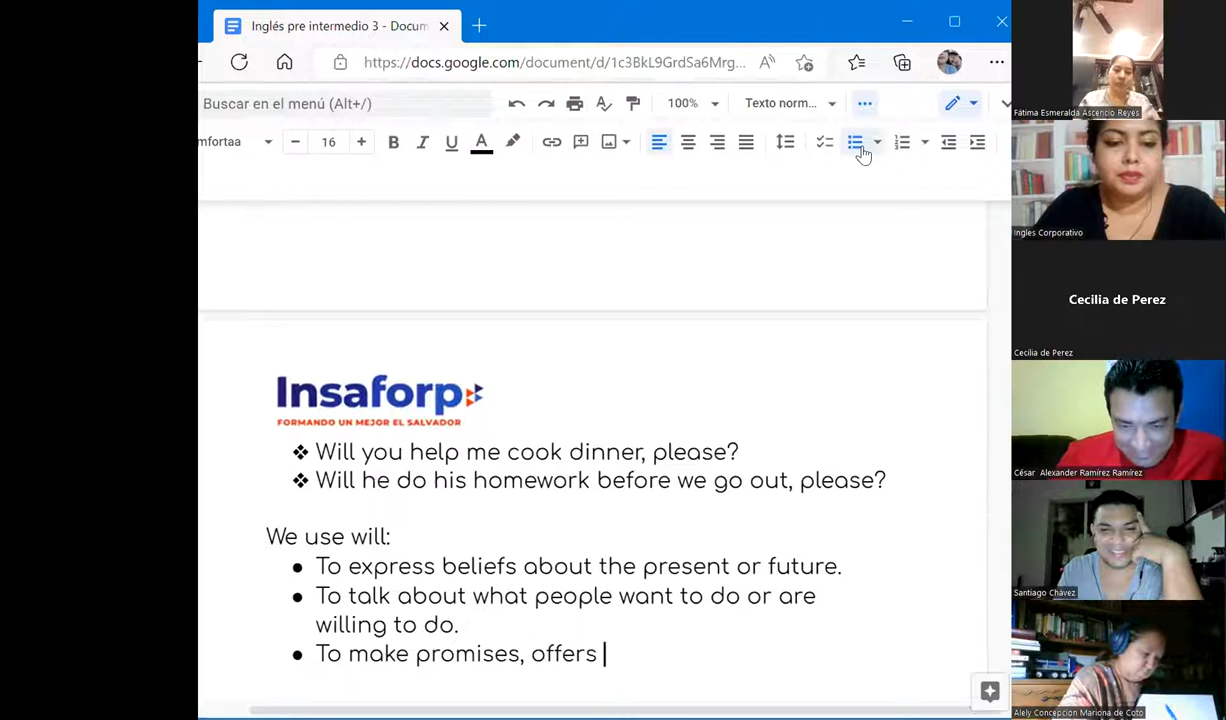 Inglés pre intermedio 3 - Docum
https://docs.google.com/document/d/1c3BkL9GrdSa6Mrg...
Buscar en el menú (Alt+/)
100%
Texto norm...
mfortaa
16
B
I
U
A
Insaforp
FORMANDO UN MEJOR EL SALVADOR
❖ Will you help me cook dinner, please?
❖ Will he do his homework before we go out, please?
We use will:
● To express beliefs about the present or future.
● To talk about what people want to do or are
willing to do.
● To make promises, offers
Fátima Esmeralda Ascencio Reyes
Ingles Corporativo
Cecilia de Perez
Cecilia de Perez
César Alexander Ramírez Ramírez
Santiago Chávez
Alely Concepcion Mariona de Coto